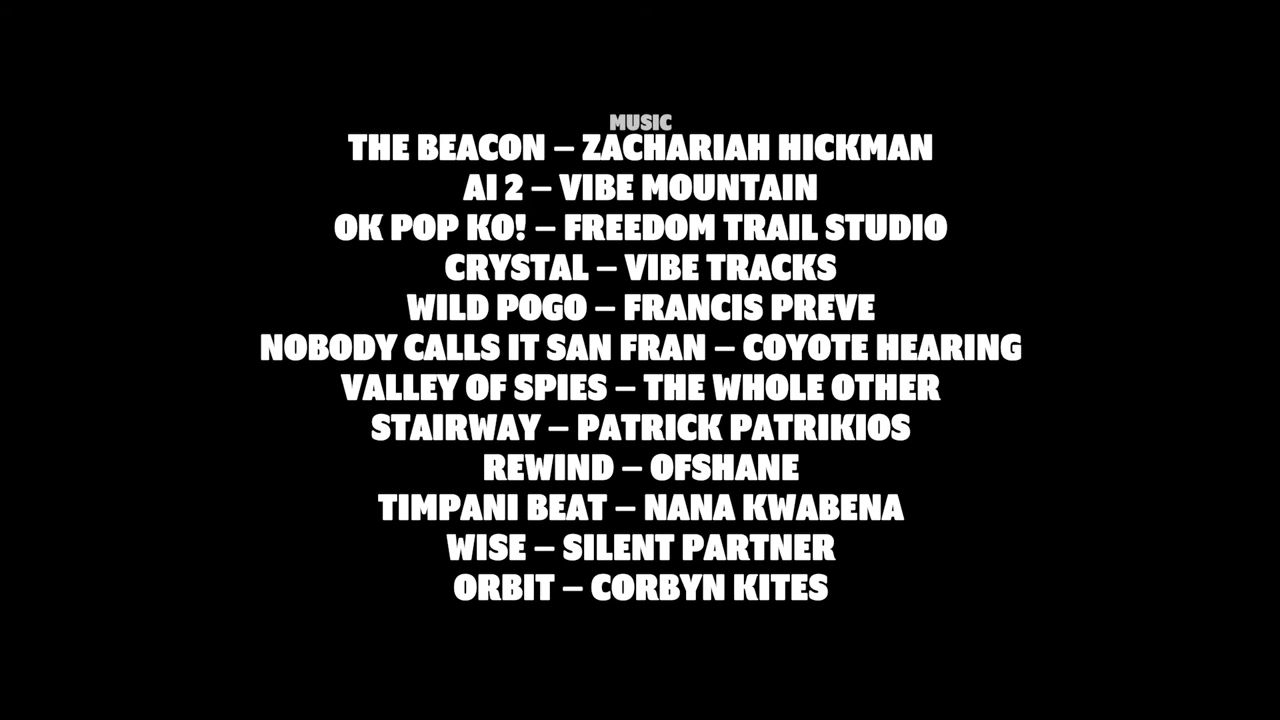 MUSIC
THE BEACON – ZACHARIAH HICKMAN
AI 2 – VIBE MOUNTAIN
OK POP KO! – FREEDOM TRAIL STUDIO
CRYSTAL – VIBE TRACKS
WILD POGO – FRANCIS PREVE
NOBODY CALLS IT SAN FRAN – COYOTE HEARING
VALLEY OF SPIES – THE WHOLE OTHER
STAIRWAY – PATRICK PATRIKIOS
REWIND – OFSHANE
TIMPANI BEAT – NANA KWABENA
WISE – SILENT PARTNER
ORBIT – CORBYN KITES